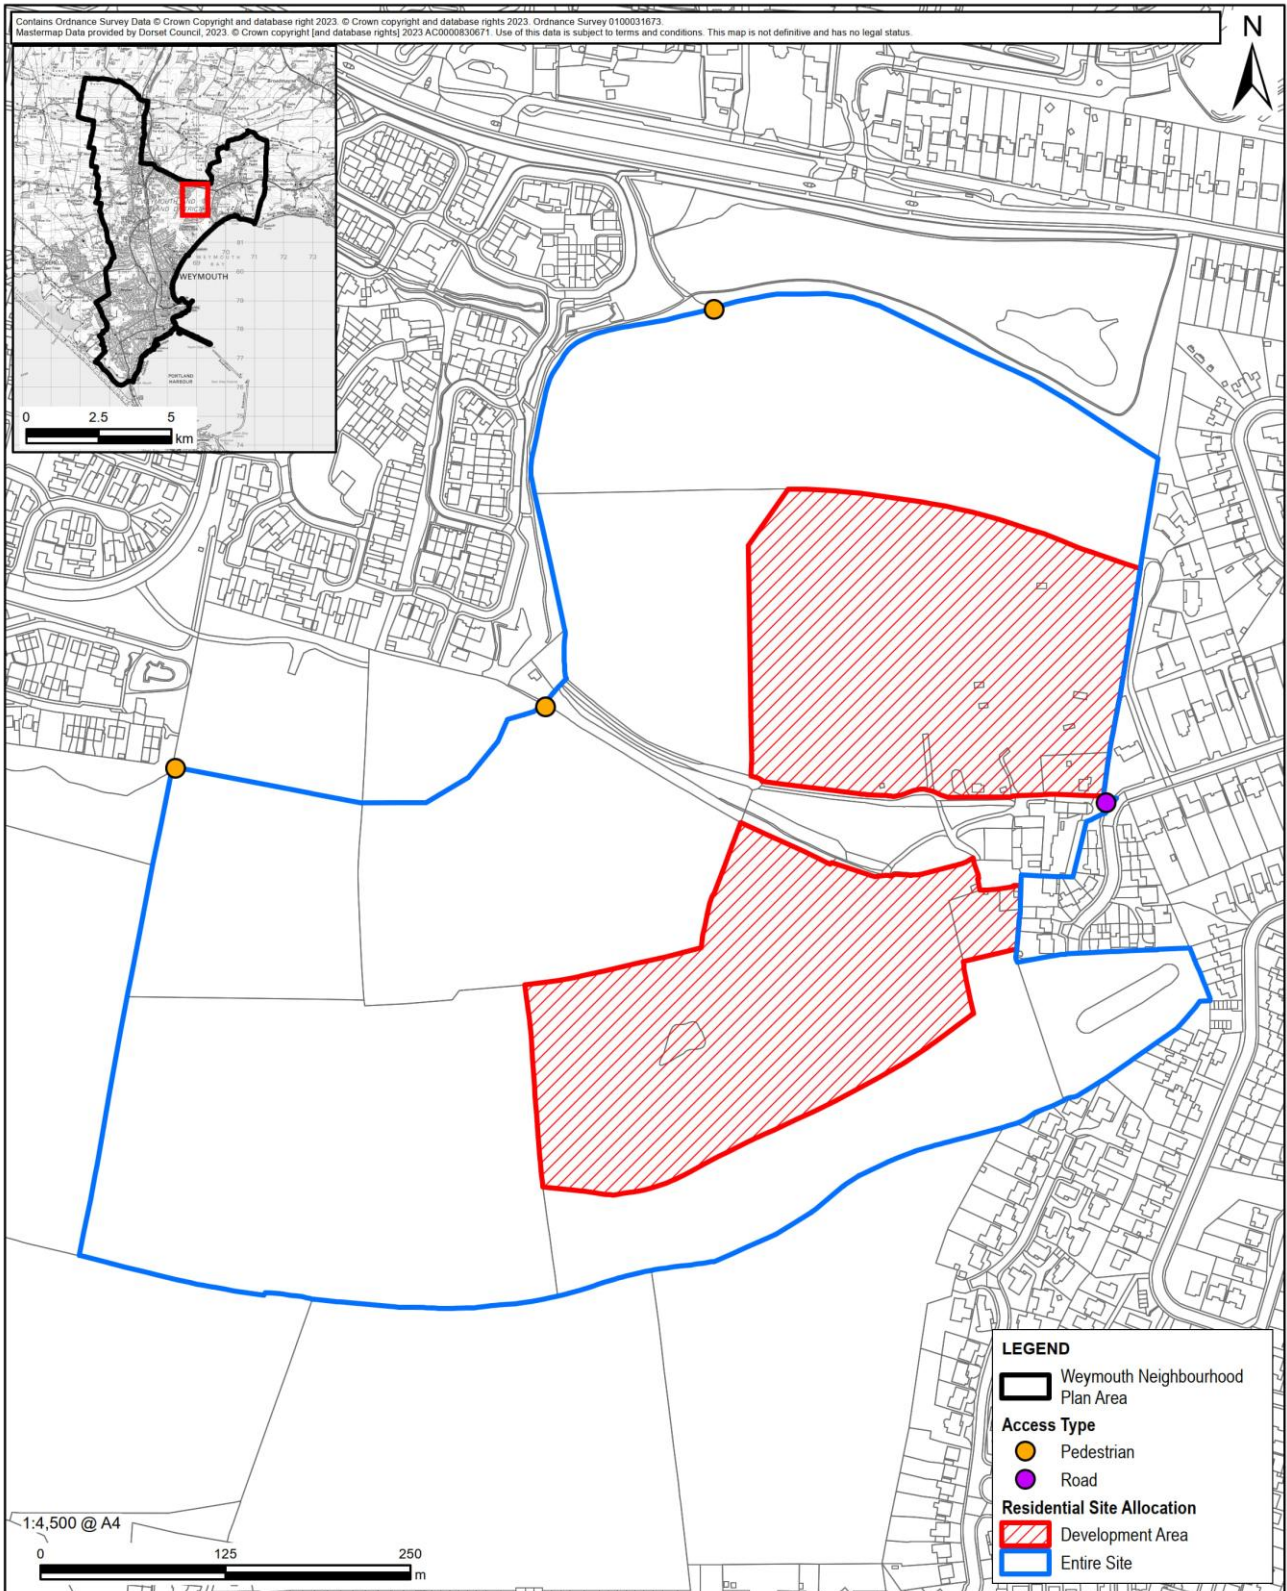 Contains Ordnance Survey Data © Crown Copyright and database right 2023. © Crown copyright and database rights 2023. Ordnance Survey 0100031673.
Mastermap Data provided by Dorset Council, 2023. © Crown copyright [and database rights] 2023 AC0000830671. Use of this data is subject to terms and conditions. This map is not definitive and has no legal status.
N
WEYMOUTH
PORTLAND
HARBOUR
0 2.5 5
km
LEGEND
Weymouth Neighbourhood
Plan Area
Access Type
Pedestrian
Road
Residential Site Allocation
Development Area
Entire Site
1:4,500 @ A4
0 125 250
m